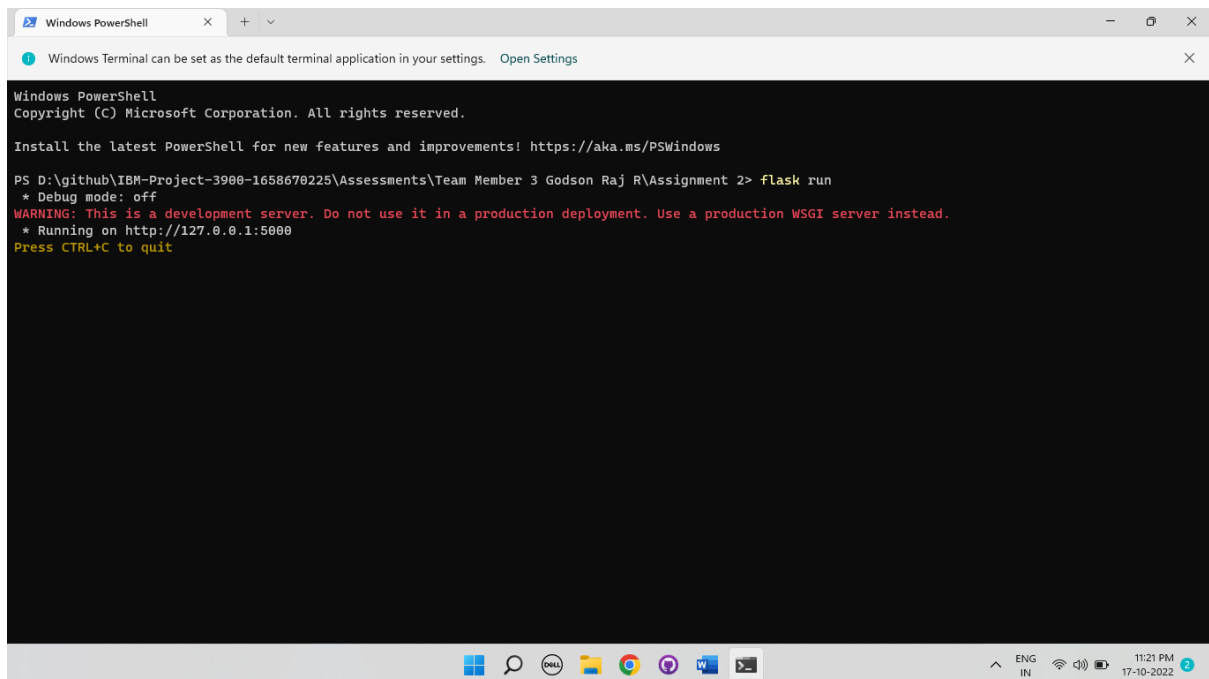 Windows PowerShell
Windows Terminal can be set as the default terminal application in your settings. Open Settings
Windows PowerShell
Copyright (C) Microsoft Corporation. All rights reserved.
Install the latest PowerShell for new features and improvements! https://aka.ms/PSWindows
PS D:\github\IBM-Project-3900-1658670225\Assessments\Team Member 3 Godson Raj R\Assignment 2> flask run
* Debug mode: off
WARNING: This is a development server. Do not use it in a production deployment. Use a production WSGI server instead.
* Running on http://127.0.0.1:5000
Press CTRL+C to quit
DELL
W
ENG
IN
11:21 PM
17-10-2022
2